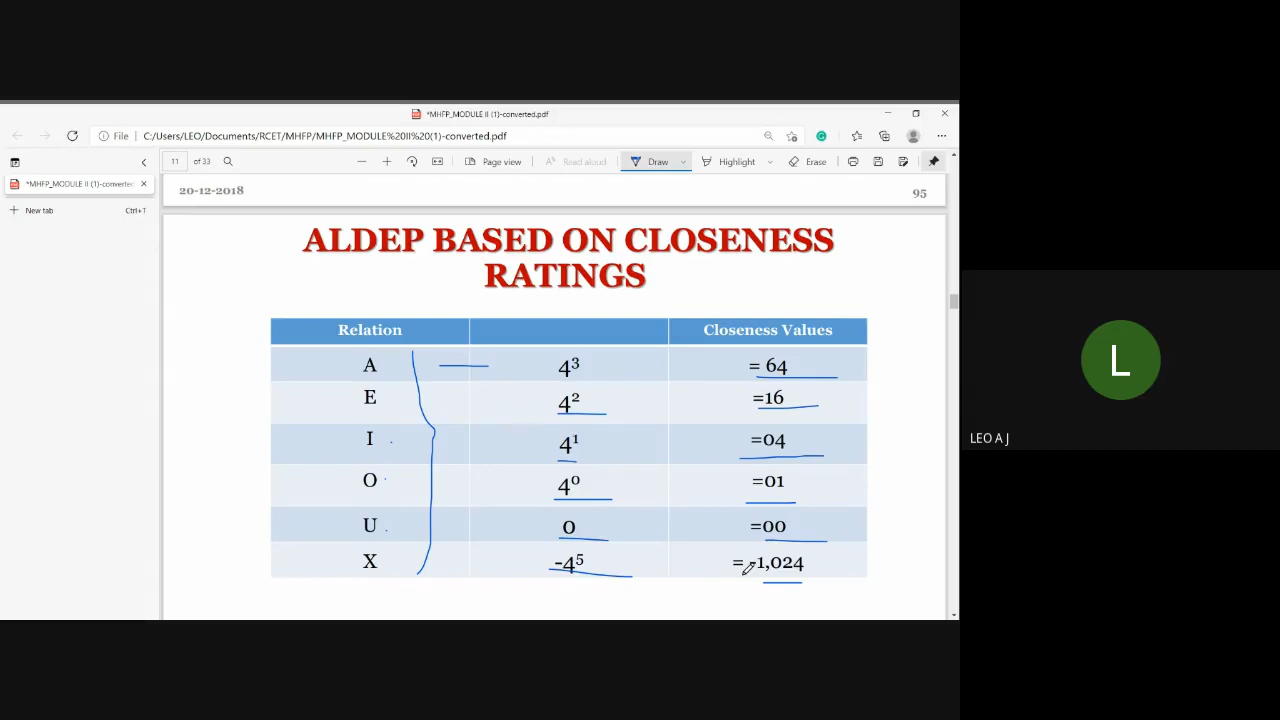 *MHFP_MODULE II (1)-converted.pdf
File C:/Users/LEO/Documents/RCET/MHFP/MHFP_MODULE%20II%20(1)-converted.pdf
11 of 33 Page view Read aloud Draw Highlight Erase
*MHFP_MODULE II (1)-converted
New tab Ctrl+T
20-12-2018 95
ALDEP BASED ON CLOSENESS
RATINGS
Relation Closeness Values
A 4³ = 64
E 4² =16
I 4¹ =04
O 4⁰ =01
U 0 =00
X -4⁵ = -1,024
L
LEO A J